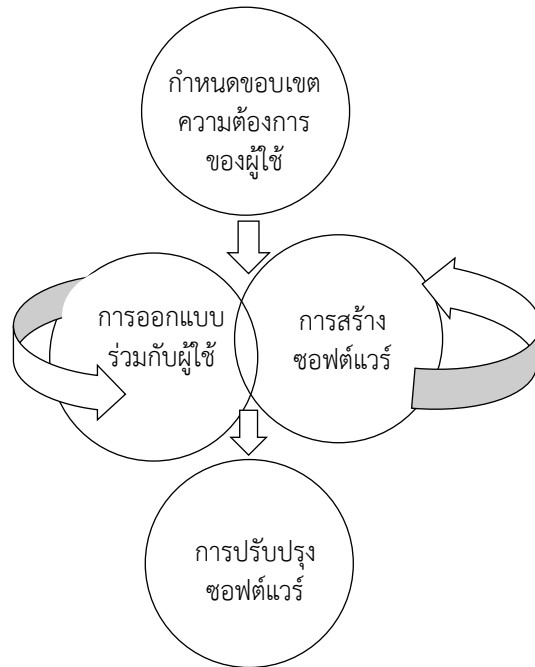 กำหนดขอบเขต
ความต้องการ
ของผู้ใช้
การออกแบบ
ร่วมกับผู้ใช้
การสร้าง
ซอฟต์แวร์
การปรับปรุง
ซอฟต์แวร์